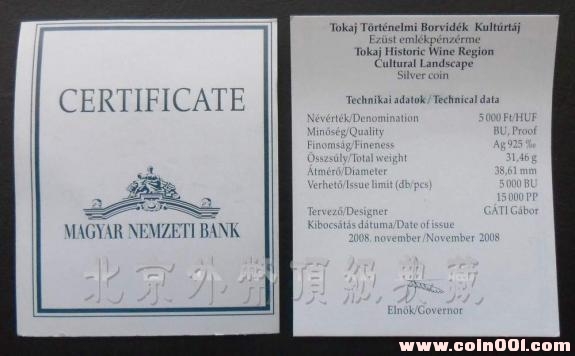 CERTIFICATE
MAGYAR NEMZETI BANK
Tokaj Történelmi Borvidék Kultúrtáj
Ezüst emlékpénzérme
Tokaj Historic Wine Region
Cultural Landscape
Silver coin
Technikai adatok/Technical data
Névérték/Denomination 5 000 Ft/HUF
Minőség/Quality BU, Proof
Finomság/Fineness Ag 925 ‰
Összsúly/Total weight 31,46 g
Átmérő/Diameter 38,61 mm
Verhető/Issue limit (db/pcs) 5 000 BU
15 000 PP
Tervező/Designer GÁTI Gábor
Kibocsátás dátuma/Date of issue
2008. november/November 2008
Elnök/Governor
北京外幣頂級典藏
www.coin001.com